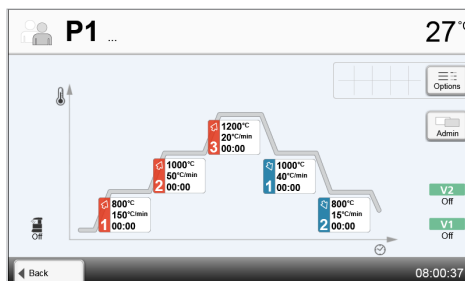 P1 ...
27°C
Options
Admin
1200°C
20°C/min
3 00:00
1000°C
50°C/min
2 00:00
1000°C
40°C/min
1 00:00
800°C
150°C/min
1 00:00
800°C
15°C/min
2 00:00
V2
Off
V1
Off
Off
Back
08:00:37